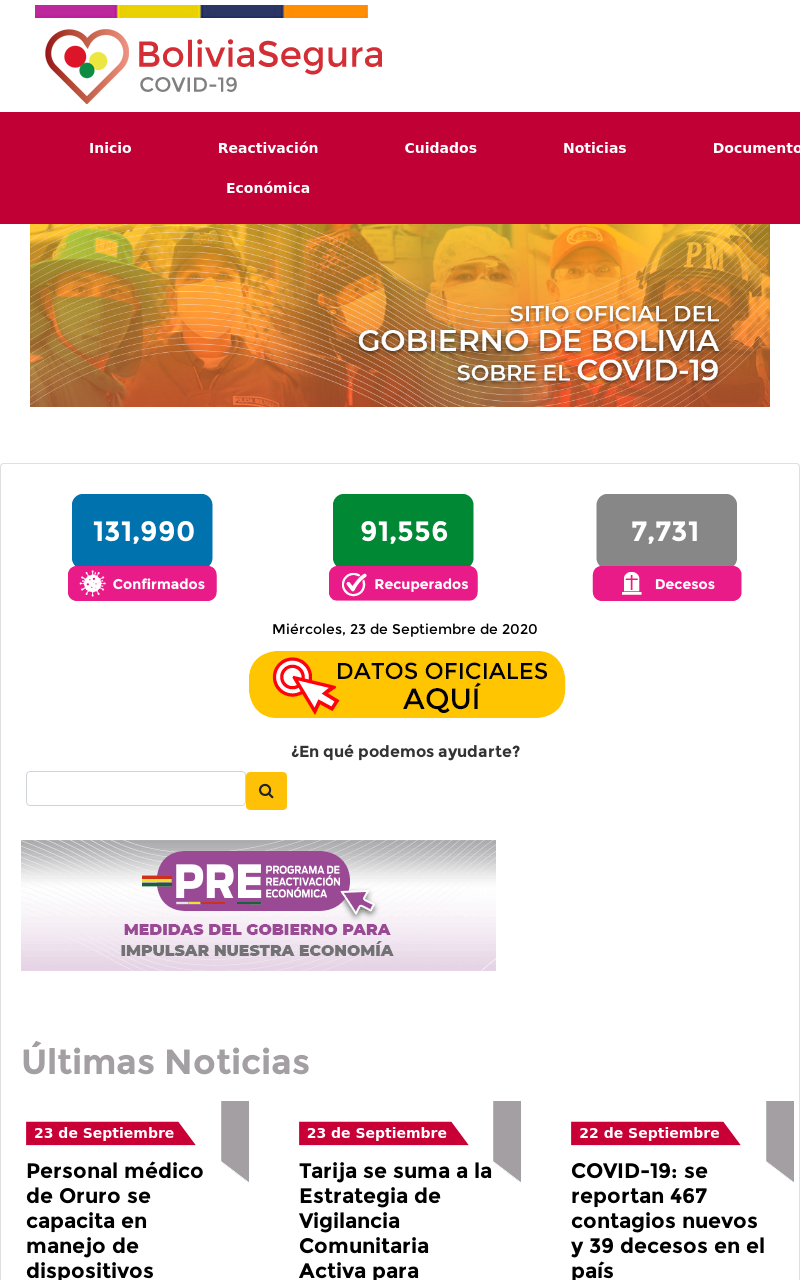 BoliviaSegura
COVID-19
Inicio
Reactivación
Económica
Cuidados
Noticias
Documento
PM
SITIO OFICIAL DEL
GOBIERNO DE BOLIVIA
SOBRE EL COVID-19
131,990
Confirmados
91,556
Recuperados
7,731
Decesos
Miércoles, 23 de Septiembre de 2020
DATOS OFICIALES
AQUÍ
¿En qué podemos ayudarte?
PRE
PROGRAMA DE
REACTIVACIÓN
ECONÓMICA
MEDIDAS DEL GOBIERNO PARA
IMPULSAR NUESTRA ECONOMÍA
Últimas Noticias
23 de Septiembre
Personal médico
de Oruro se
capacita en
manejo de
dispositivos
23 de Septiembre
Tarija se suma a la
Estrategia de
Vigilancia
Comunitaria
Activa para
22 de Septiembre
COVID-19: se
reportan 467
contagios nuevos
y 39 decesos en el
país